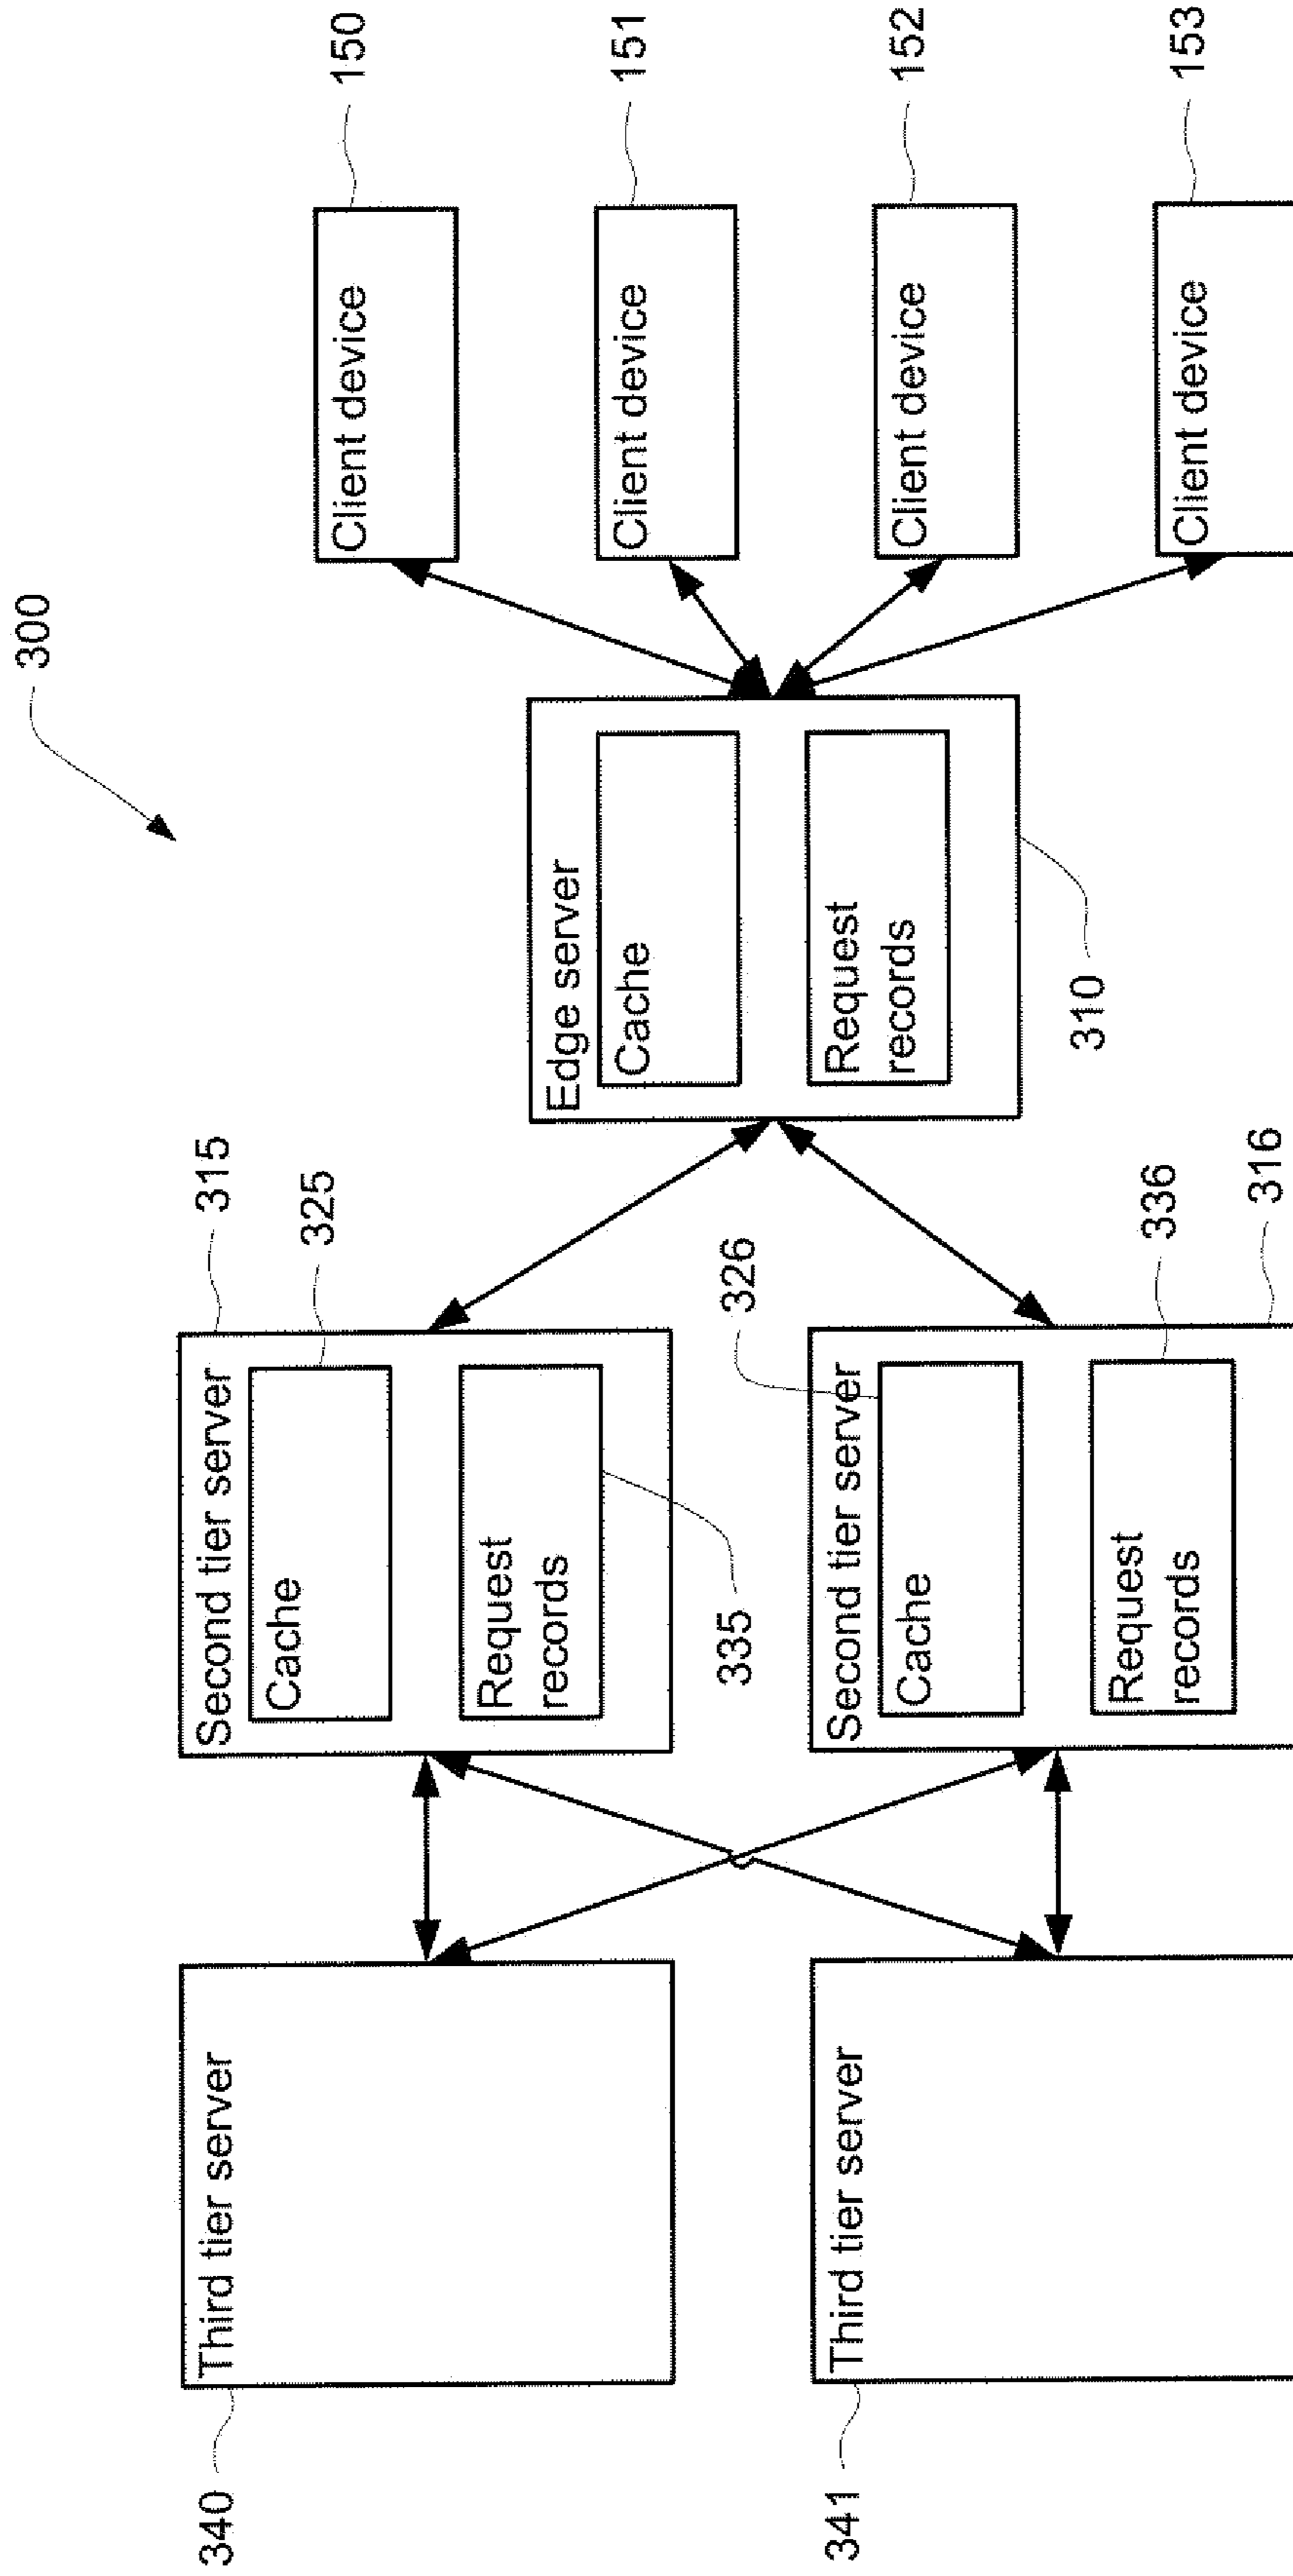 300
340
Third tier server
341
Third tier server
315
Second tier server
325
Cache
Request
records
335
326
Second tier server
Cache
336
Request
records
316
Edge server
Cache
Request
records
310
150
Client device
151
Client device
152
Client device
153
Client device